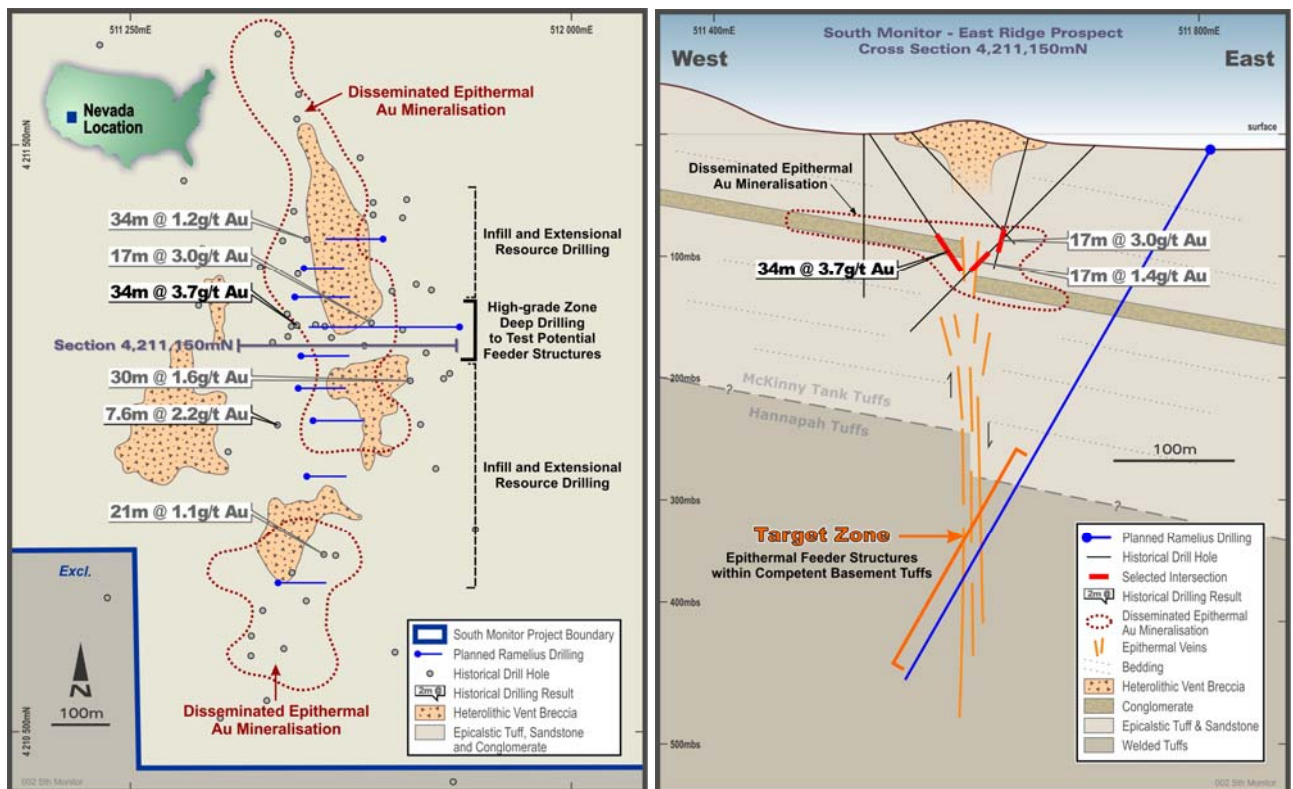 511 250mE
512 000mE
4 211 500mN
Nevada
Location
Disseminated Epithermal
Au Mineralisation
34m @ 1.2g/t Au
17m @ 3.0g/t Au
34m @ 3.7g/t Au
Section 4,211,150mN
30m @ 1.6g/t Au
7.6m @ 2.2g/t Au
21m @ 1.1g/t Au
Infill and Extensional
Resource Drilling
High-grade Zone
Deep Drilling
to Test Potential
Feeder Structures
Infill and Extensional
Resource Drilling
Excl.
N
100m
4 210 500mN
Disseminated Epithermal
Au Mineralisation
South Monitor Project Boundary
Planned Ramelius Drilling
Historical Drill Hole
2m @
Historical Drilling Result
Heterolithic Vent Breccia
Epicalstic Tuff, Sandstone
and Conglomerate
002 Sth Monitor
511 400mE
511 800mE
South Monitor - East Ridge Prospect
Cross Section 4,211,150mN
West
East
surface
Disseminated Epithermal
Au Mineralisation
100mbs
34m @ 3.7g/t Au
17m @ 3.0g/t Au
17m @ 1.4g/t Au
200mbs
?
McKinny Tank Tuffs
Hannapah Tuffs
100m
300mbs
?
Target Zone
Epithermal Feeder Structures
within Competent Basement Tuffs
400mbs
500mbs
Planned Ramelius Drilling
Historical Drill Hole
Selected Intersection
2m @
Historical Drilling Result
Disseminated Epithermal
Au Mineralisation
Epithermal Veins
Bedding
Heterolithic Vent Breccia
Conglomerate
Epicalstic Tuff & Sandstone
Welded Tuffs
002 Sth Monitor